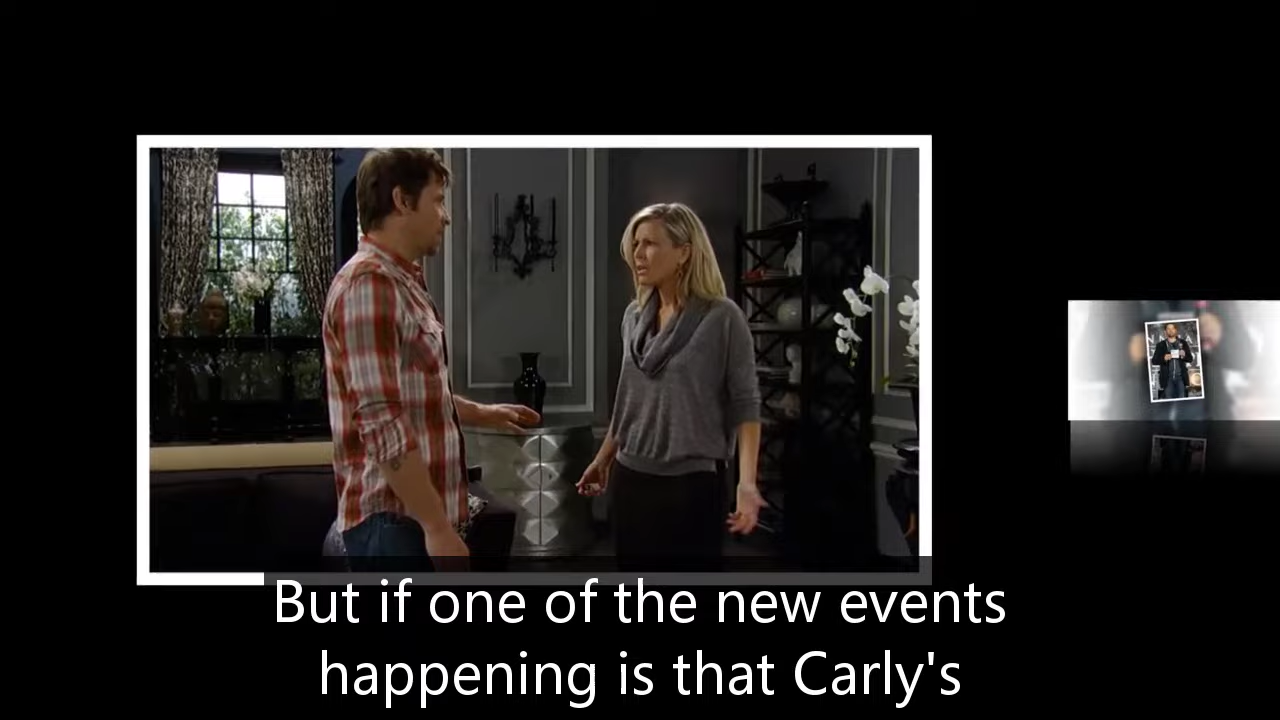 But if one of the new events
happening is that Carly's